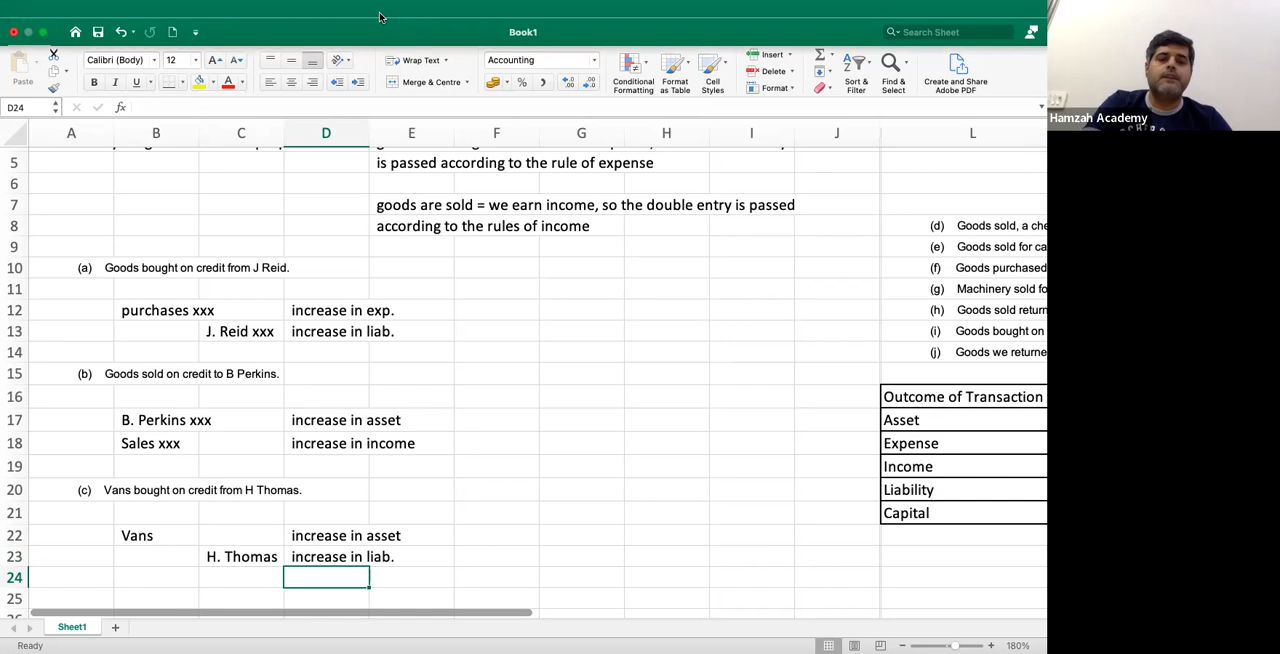 Book1
Search Sheet
Paste
Calibri (Body)
12
A A
Wrap Text
Accounting
Conditional Formatting
Format as Table
Cell Styles
Insert
Delete
Format
Sort & Filter
Find & Select
Create and Share Adobe PDF
B I U
A
Merge & Centre
%
D24
fx
Hamzah Academy
A B C D E F G H I J L
5 is passed according to the rule of expense
6
7 goods are sold = we earn income, so the double entry is passed
8 according to the rules of income (d) Goods sold, a che
9 (e) Goods sold for ca
10 (a) Goods bought on credit from J Reid. (f) Goods purchased
11 (g) Machinery sold fo
12 purchases xxx increase in exp. (h) Goods sold return
13 J. Reid xxx increase in liab. (i) Goods bought on
14 (j) Goods we returne
15 (b) Goods sold on credit to B Perkins.
16 Outcome of Transaction
17 B. Perkins xxx increase in asset Asset
18 Sales xxx increase in income Expense
19 Income
20 (c) Vans bought on credit from H Thomas. Liability
21 Capital
22 Vans increase in asset
23 H. Thomas increase in liab.
24
25
Sheet1 +
Ready
180%